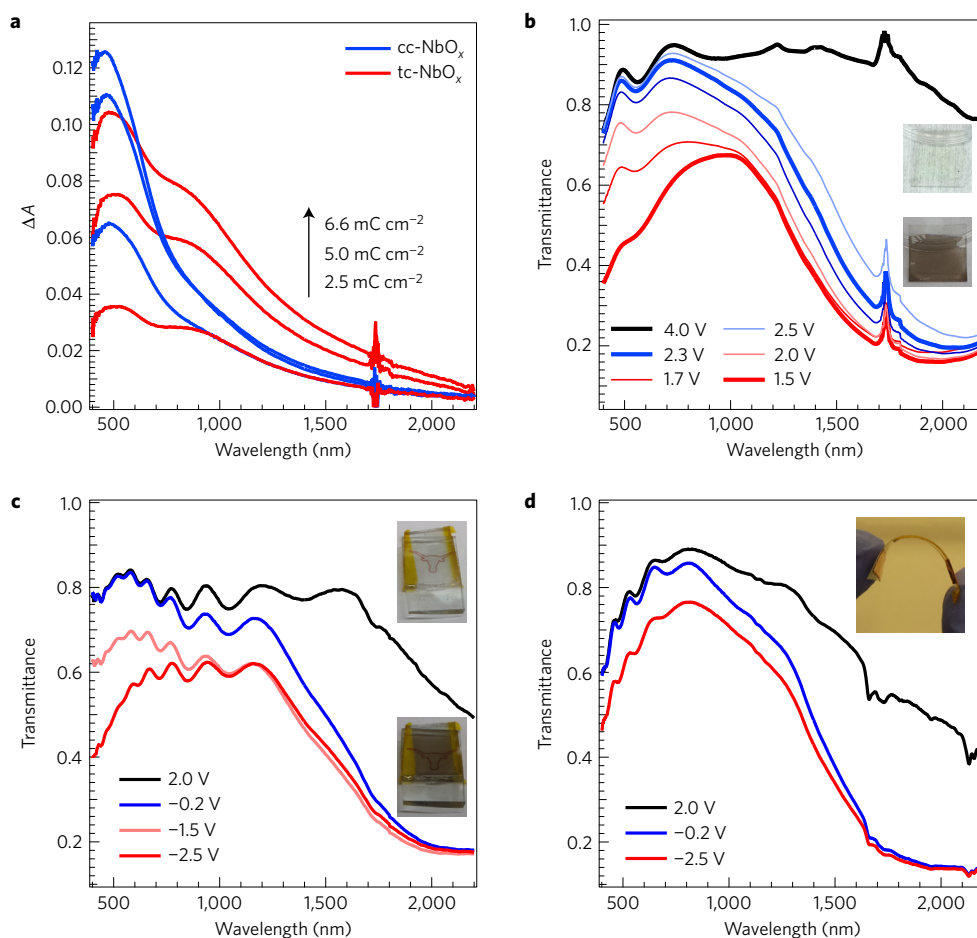 a
cc-NbOₓ
tc-NbOₓ
6.6 mC cm⁻²
5.0 mC cm⁻²
2.5 mC cm⁻²
ΔA
0.12
0.10
0.08
0.06
0.04
0.02
0.00
500 1,000 1,500 2,000
Wavelength (nm)
b
Transmittance
1.0
0.8
0.6
0.4
0.2
4.0 V 2.5 V
2.3 V 2.0 V
1.7 V 1.5 V
500 1,000 1,500 2,000
Wavelength (nm)
c
Transmittance
1.0
0.8
0.6
0.4
0.2
2.0 V
−0.2 V
−1.5 V
−2.5 V
500 1,000 1,500 2,000
Wavelength (nm)
d
Transmittance
1.0
0.8
0.6
0.4
0.2
2.0 V
−0.2 V
−2.5 V
500 1,000 1,500 2,000
Wavelength (nm)